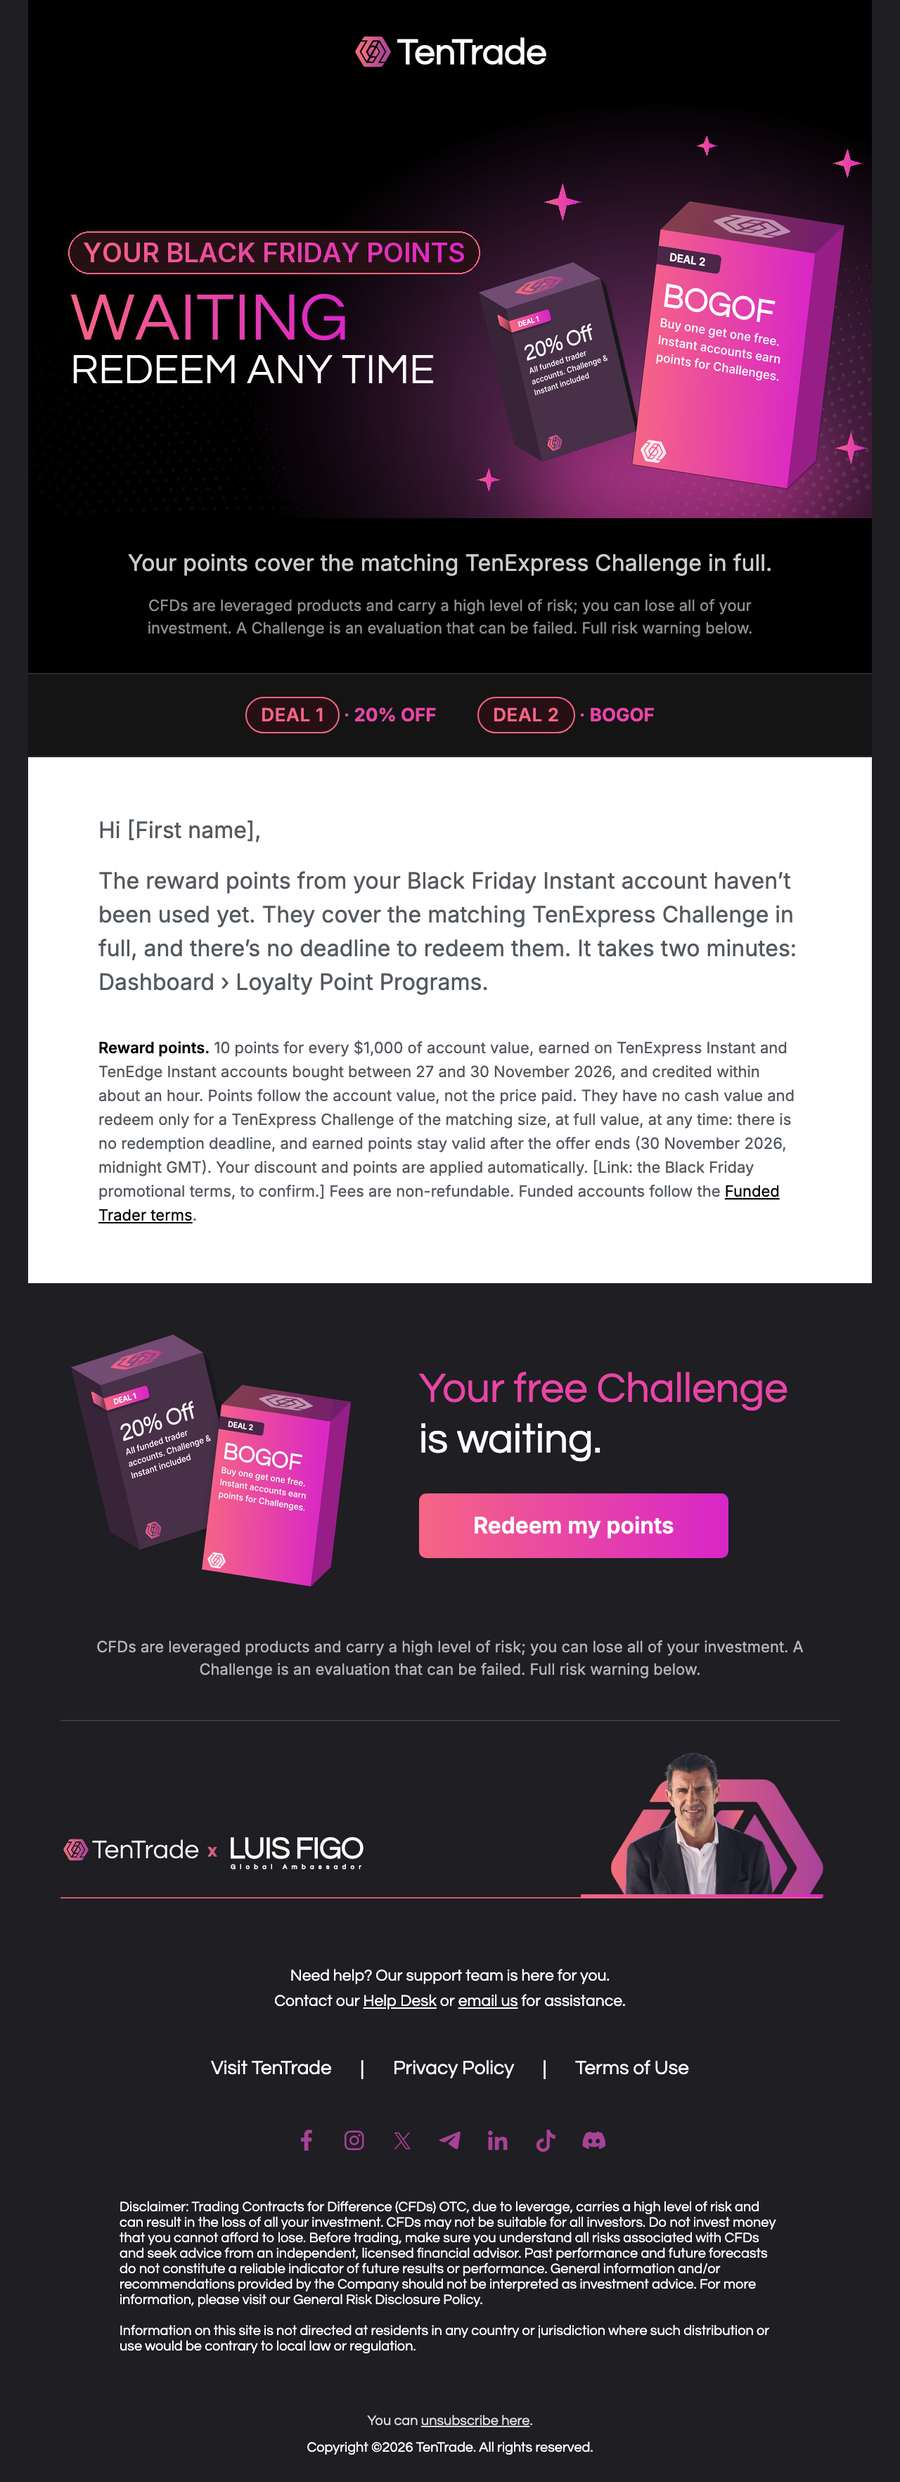 TenTrade
YOUR BLACK FRIDAY POINTS
WAITING
REDEEM ANY TIME
DEAL 1
20% Off
All funded trader
accounts. Challenge &
Instant included
DEAL 2
BOGOF
Buy one get one free.
Instant accounts earn
points for Challenges.
Your points cover the matching TenExpress Challenge in full.
CFDs are leveraged products and carry a high level of risk; you can lose all of your
investment. A Challenge is an evaluation that can be failed. Full risk warning below.
DEAL 1 · 20% OFF DEAL 2 · BOGOF
Hi [First name],
The reward points from your Black Friday Instant account haven’t
been used yet. They cover the matching TenExpress Challenge in
full, and there’s no deadline to redeem them. It takes two minutes:
Dashboard › Loyalty Point Programs.
Reward points. 10 points for every $1,000 of account value, earned on TenExpress Instant and
TenEdge Instant accounts bought between 27 and 30 November 2026, and credited within
about an hour. Points follow the account value, not the price paid. They have no cash value and
redeem only for a TenExpress Challenge of the matching size, at full value, at any time: there is
no redemption deadline, and earned points stay valid after the offer ends (30 November 2026,
midnight GMT). Your discount and points are applied automatically. [Link: the Black Friday
promotional terms, to confirm.] Fees are non-refundable. Funded accounts follow the Funded
Trader terms.
DEAL 1
20% Off
All funded trader
accounts. Challenge &
Instant included
DEAL 2
BOGOF
Buy one get one free.
Instant accounts earn
points for Challenges.
Your free Challenge
is waiting.
Redeem my points
CFDs are leveraged products and carry a high level of risk; you can lose all of your investment. A
Challenge is an evaluation that can be failed. Full risk warning below.
TenTrade x LUIS FIGO
Global Ambassador
Need help? Our support team is here for you.
Contact our Help Desk or email us for assistance.
Visit TenTrade | Privacy Policy | Terms of Use
Disclaimer: Trading Contracts for Difference (CFDs) OTC, due to leverage, carries a high level of risk and
can result in the loss of all your investment. CFDs may not be suitable for all investors. Do not invest money
that you cannot afford to lose. Before trading, make sure you understand all risks associated with CFDs
and seek advice from an independent, licensed financial advisor. Past performance and future forecasts
do not constitute a reliable indicator of future results or performance. General information and/or
recommendations provided by the Company should not be interpreted as investment advice. For more
information, please visit our General Risk Disclosure Policy.
Information on this site is not directed at residents in any country or jurisdiction where such distribution or
use would be contrary to local law or regulation.
You can unsubscribe here.
Copyright ©2026 TenTrade. All rights reserved.